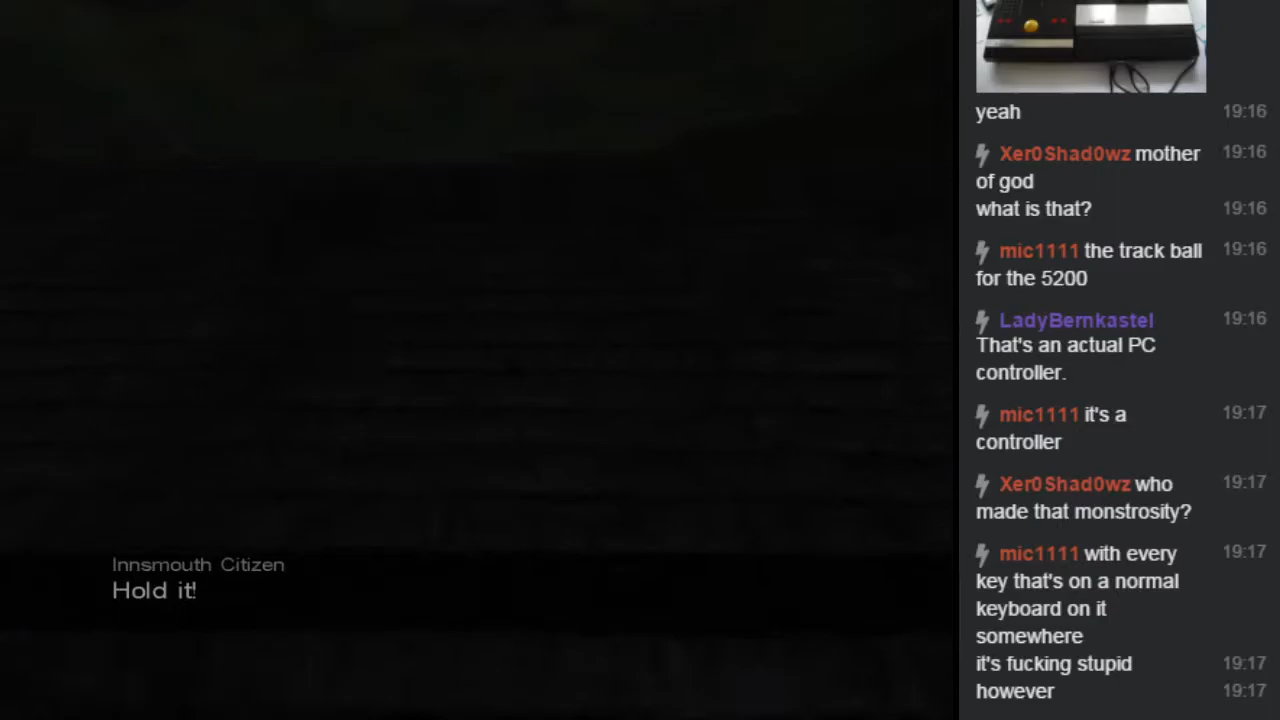 Innsmouth Citizen
Hold it!
yeah 19:16
Xer0Shad0wz mother 19:16
of god
what is that? 19:16
mic1111 the track ball 19:16
for the 5200
LadyBernkastel 19:16
That's an actual PC
controller.
mic1111 it's a 19:17
controller
Xer0Shad0wz who 19:17
made that monstrosity?
mic1111 with every 19:17
key that's on a normal
keyboard on it
somewhere
it's fucking stupid 19:17
however 19:17